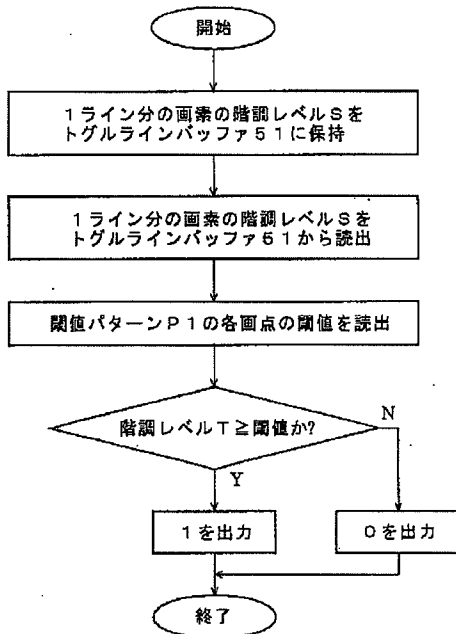 開始
1ライン分の画素の階調レベルSを
トグルラインバッファ51に保持
1ライン分の画素の階調レベルSを
トグルラインバッファ51から読出
閾値パターンP1の各画点の閾値を読出
階調レベルT≧閾値か?
N
Y
1を出力
0を出力
終了